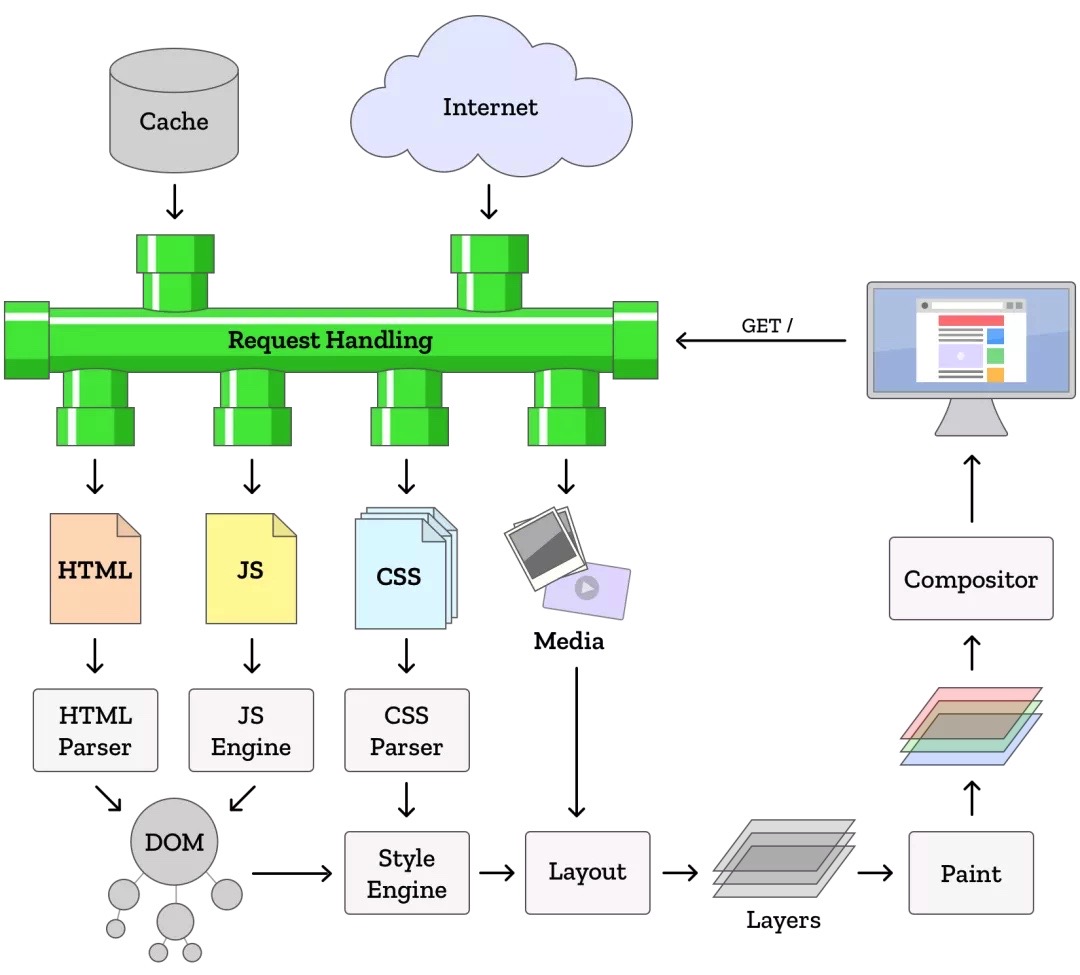 Cache
Internet
Request Handling
GET /
HTML
JS
CSS
Media
Compositor
HTML
Parser
JS
Engine
CSS
Parser
DOM
Style
Engine
Layout
Layers
Paint